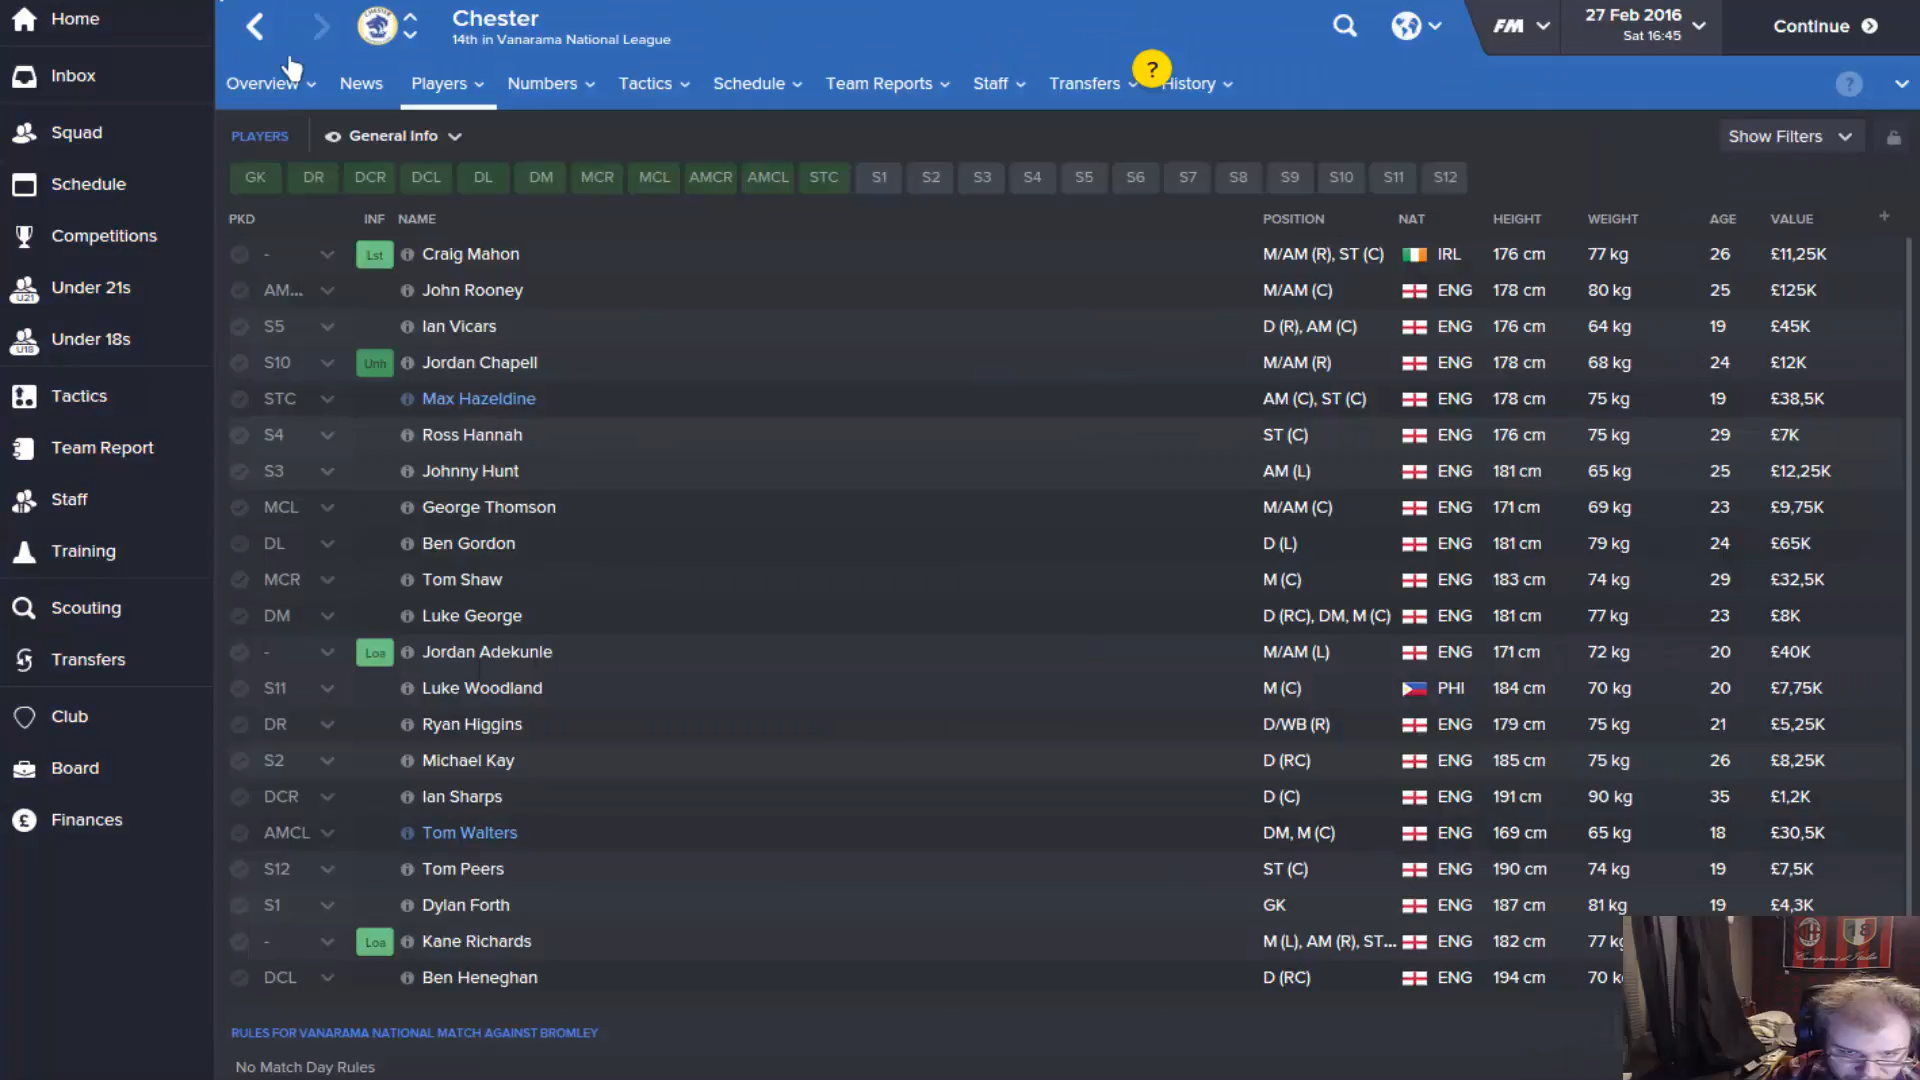 Home
Inbox
Squad
Schedule
Competitions
U21 Under 21s
U18 Under 18s
Tactics
Team Report
Staff
Training
Scouting
Transfers
Club
Board
£ Finances
Chester
14th in Vanarama National League
FM
27 Feb 2016
Sat 16:45
Continue
Overview News Players Numbers Tactics Schedule Team Reports Staff Transfers ? History ?
PLAYERS General Info Show Filters
GK DR DCR DCL DL DM MCR MCL AMCR AMCL STC S1 S2 S3 S4 S5 S6 S7 S8 S9 S10 S11 S12
PKD INF NAME POSITION NAT HEIGHT WEIGHT AGE VALUE +
- Lst Craig Mahon M/AM (R), ST (C) IRL 176 cm 77 kg 26 £11,25K
AM... John Rooney M/AM (C) ENG 178 cm 80 kg 25 £125K
S5 Ian Vicars D (R), AM (C) ENG 176 cm 64 kg 19 £45K
S10 Unh Jordan Chapell M/AM (R) ENG 178 cm 68 kg 24 £12K
STC Max Hazeldine AM (C), ST (C) ENG 178 cm 75 kg 19 £38,5K
S4 Ross Hannah ST (C) ENG 176 cm 75 kg 29 £7K
S3 Johnny Hunt AM (L) ENG 181 cm 65 kg 25 £12,25K
MCL George Thomson M/AM (C) ENG 171 cm 69 kg 23 £9,75K
DL Ben Gordon D (L) ENG 181 cm 79 kg 24 £65K
MCR Tom Shaw M (C) ENG 183 cm 74 kg 29 £32,5K
DM Luke George D (RC), DM, M (C) ENG 181 cm 77 kg 23 £8K
- Loa Jordan Adekunle M/AM (L) ENG 171 cm 72 kg 20 £40K
S11 Luke Woodland M (C) PHI 184 cm 70 kg 20 £7,75K
DR Ryan Higgins D/WB (R) ENG 179 cm 75 kg 21 £5,25K
S2 Michael Kay D (RC) ENG 185 cm 75 kg 26 £8,25K
DCR Ian Sharps D (C) ENG 191 cm 90 kg 35 £1,2K
AMCL Tom Walters DM, M (C) ENG 169 cm 65 kg 18 £30,5K
S12 Tom Peers ST (C) ENG 190 cm 74 kg 19 £7,5K
S1 Dylan Forth GK ENG 187 cm 81 kg 19 £4,3K
- Loa Kane Richards M (L), AM (R), ST... ENG 182 cm 77 k
DCL Ben Heneghan D (RC) ENG 194 cm 70 k
RULES FOR VANARAMA NATIONAL MATCH AGAINST BROMLEY
No Match Day Rules
18